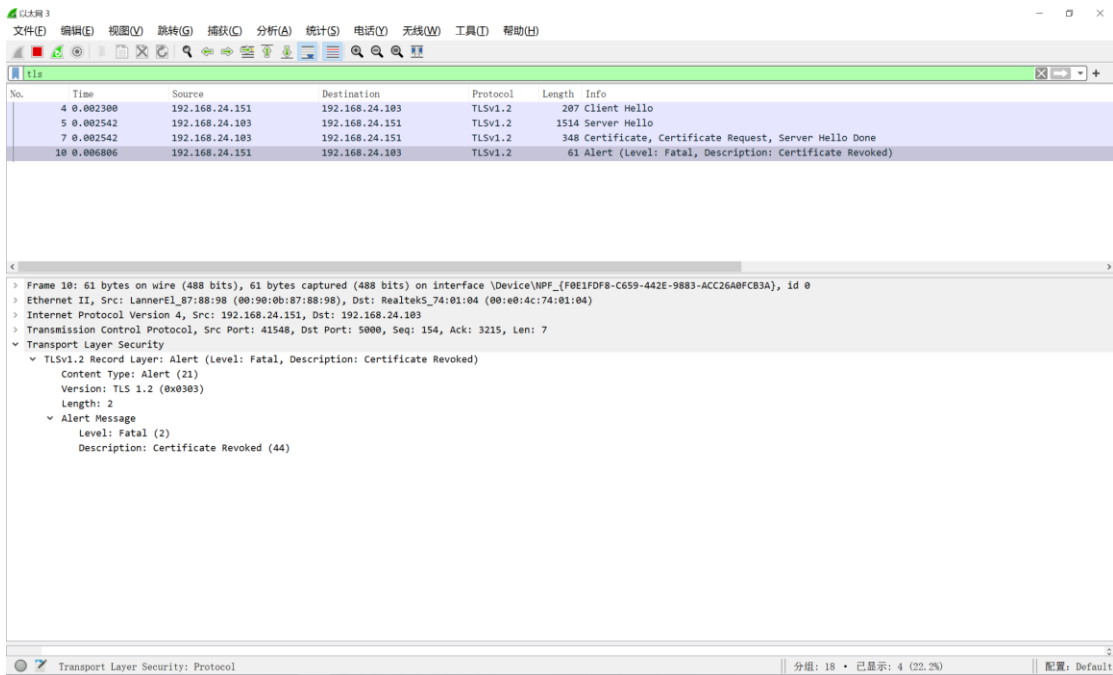 以太网 3
文件(F) 编辑(E) 视图(V) 跳转(G) 捕获(C) 分析(A) 统计(S) 电话(Y) 无线(W) 工具(T) 帮助(H)
tls
No. Time Source Destination Protocol Length Info
4 0.002300 192.168.24.151 192.168.24.103 TLSv1.2 207 Client Hello
5 0.002542 192.168.24.103 192.168.24.151 TLSv1.2 1514 Server Hello
7 0.002542 192.168.24.103 192.168.24.151 TLSv1.2 348 Certificate, Certificate Request, Server Hello Done
10 0.006806 192.168.24.151 192.168.24.103 TLSv1.2 61 Alert (Level: Fatal, Description: Certificate Revoked)
Frame 10: 61 bytes on wire (488 bits), 61 bytes captured (488 bits) on interface \Device\NPF_{F0E1FDF8-C659-442E-9883-ACC26A0FCB3A}, id 0
Ethernet II, Src: LannerEl_87:88:98 (00:90:0b:87:88:98), Dst: RealtekS_74:01:04 (00:e0:4c:74:01:04)
Internet Protocol Version 4, Src: 192.168.24.151, Dst: 192.168.24.103
Transmission Control Protocol, Src Port: 41548, Dst Port: 5000, Seq: 154, Ack: 3215, Len: 7
Transport Layer Security
TLSv1.2 Record Layer: Alert (Level: Fatal, Description: Certificate Revoked)
Content Type: Alert (21)
Version: TLS 1.2 (0x0303)
Length: 2
Alert Message
Level: Fatal (2)
Description: Certificate Revoked (44)
Transport Layer Security: Protocol 分组: 18 · 已显示: 4 (22.2%) 配置: Default